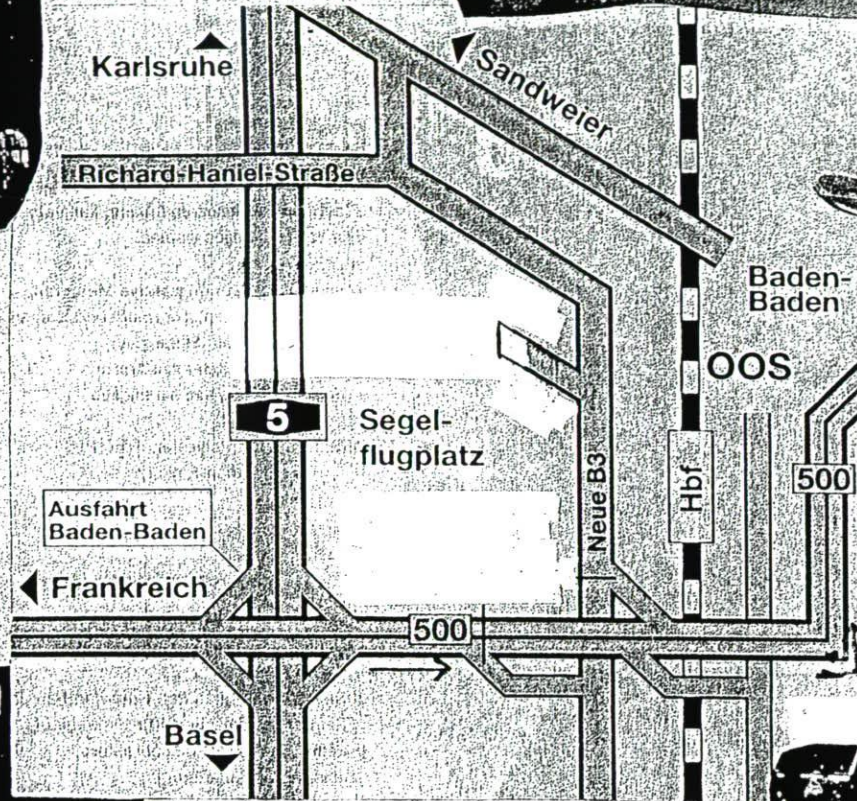 Karlsruhe
Sandweier
Richard-Haniel-Straße
Baden-
Baden
OOS
5
Segel-
flugplatz
Neue B3
Hbf
500
Ausfahrt
Baden-Baden
Frankreich
500
Basel